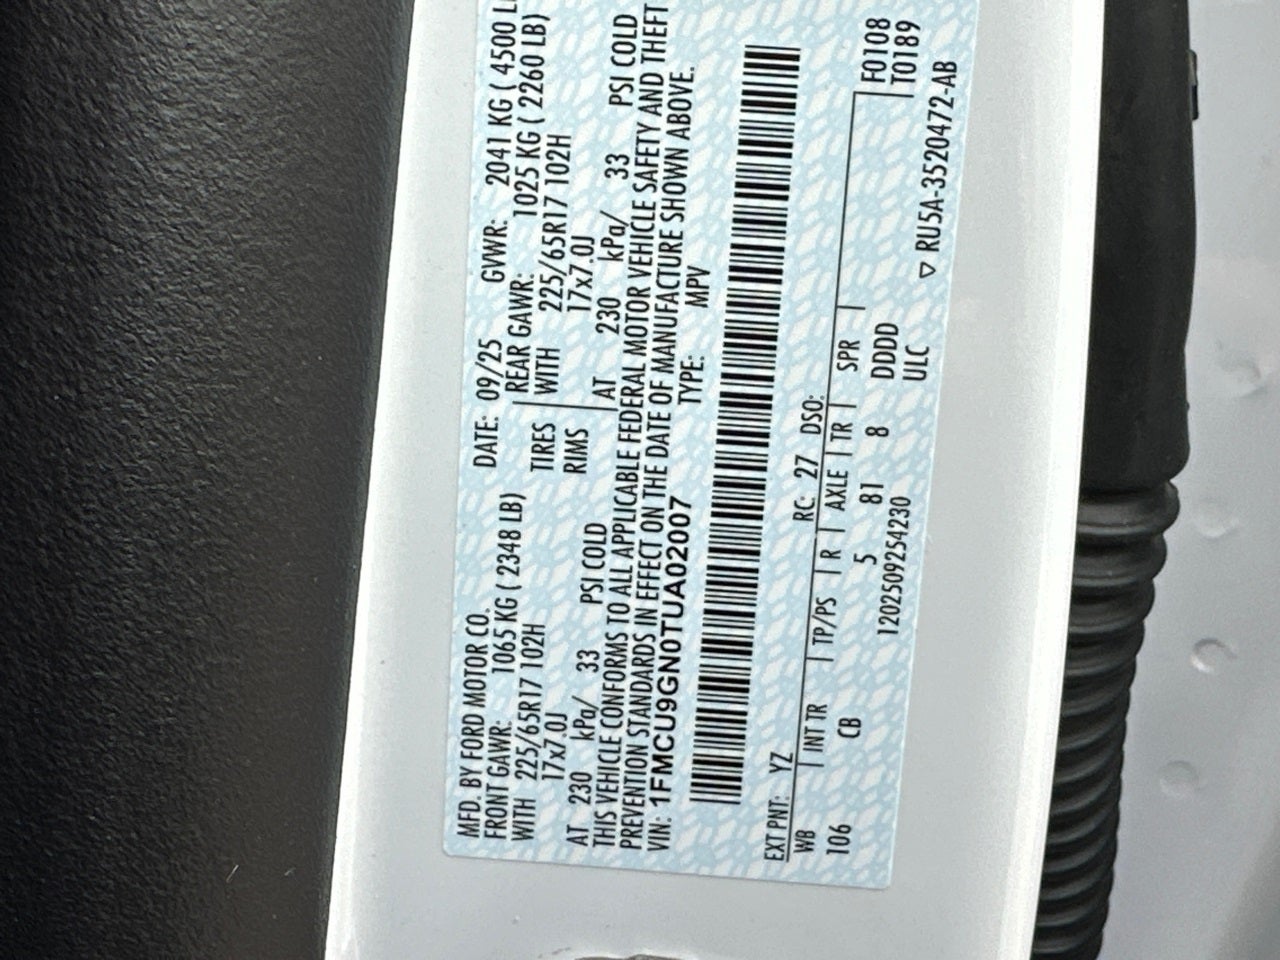 MFD. BY FORD MOTOR CO. DATE: 09/25 GVWR: 2041 KG ( 4500
FRONT GAWR: 1065 KG ( 2348 LB) REAR GAWR: 1025 KG ( 2260 LB)
WITH 225/65R17 102H TIRES WITH 225/65R17 102H
17x7.0J RIMS 17x7.0J
AT 230 kPa/ 33 PSI COLD AT 230 kPa/ 33 PSI COLD
THIS VEHICLE CONFORMS TO ALL APPLICABLE FEDERAL MOTOR VEHICLE SAFETY AND THEFT
PREVENTION STANDARDS IN EFFECT ON THE DATE OF MANUFACTURE SHOWN ABOVE.
VIN: 1FMCU9GN0TUA02007 TYPE: MPV
EXT PNT: YZ RC: 27 DSO:
WB INT TR TP/PS R AXLE TR SPR F0108
106 CB 5 81 8 DDDD T0189
1202509254230 ULC
▽ RU5A-3520472-AB